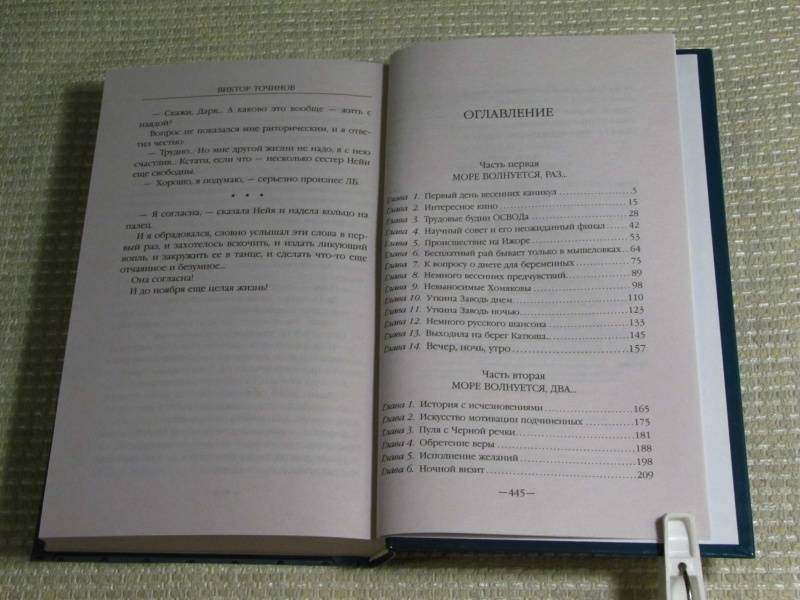 ВИКТОР ТОЧИНОВ
— Скажи, Дарк... А каково это вообще — жить с
наядой?
Вопрос не показался мне риторическим, и я отве-
тил честно:
— Трудно... Но мне другой жизни не надо, я с нею
счастлив... Кстати, если что — несколько сестер Нейи
еще свободны.
— Хорошо, я подумаю, — серьезно произнес ЛБ.
* * *
— Я согласна, — сказала Нейя и надела кольцо на
палец.
И я обрадовался, словно услышал эти слова в пер-
вый раз, и захотелось вскочить, и издать ликующий
вопль, и закружить ее в танце, и сделать что-то еще
отчаянное и безумное...
Она согласна!
И до ноября еще целая жизнь!
ОГЛАВЛЕНИЕ
Часть первая
МОРЕ ВОЛНУЕТСЯ, РАЗ...
Глава 1. Первый день весенних каникул 5
Глава 2. Интересное кино 15
Глава 3. Трудовые будни ОСВОДа 28
Глава 4. Научный совет и его неожиданный финал 42
Глава 5. Происшествие на Ижоре 53
Глава 6. Бесплатный рай бывает только в мышеловках 64
Глава 7. К вопросу о диете для беременных 75
Глава 8. Немного весенних предчувствий 89
Глава 9. Невыносимые Хомяковы 98
Глава 10. Уткина Заводь днем 110
Глава 11. Уткина Заводь ночью 123
Глава 12. Немного русского шансона 133
Глава 13. Выходила на берег Катюша... 145
Глава 14. Вечер, ночь, утро 157
Часть вторая
МОРЕ ВОЛНУЕТСЯ, ДВА...
Глава 1. История с исчезновениями 165
Глава 2. Искусство мотивации подчиненных 175
Глава 3. Пуля с Черной речки 181
Глава 4. Обретение веры 188
Глава 5. Исполнение желаний 198
Глава 6. Ночной визит 209
—445—